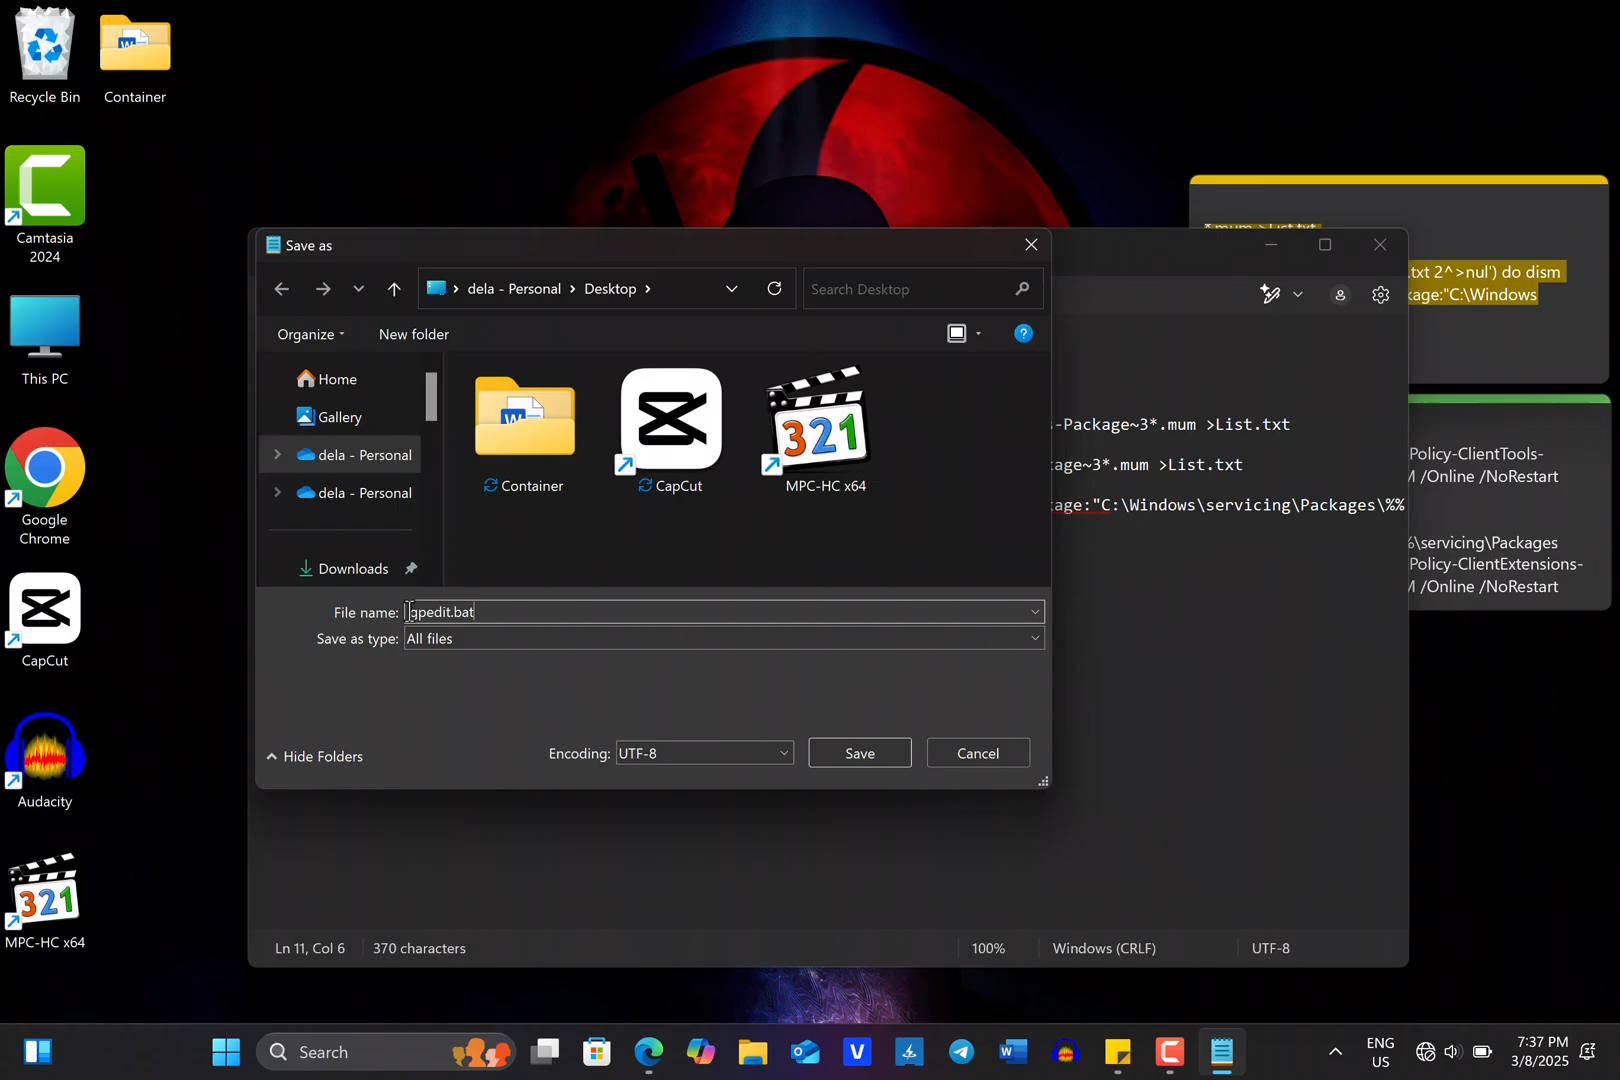 Recycle Bin
Container
Camtasia
2024
This PC
Google
Chrome
CapCut
Audacity
MPC-HC x64
Save as
dela - Personal
Desktop
Search Desktop
Organize
New folder
Home
Gallery
dela - Personal
dela - Personal
Downloads
Container
CapCut
MPC-HC x64
File name:
gpedit.bat
Save as type:
All files
Hide Folders
Encoding:
UTF-8
Save
Cancel
*.mum >List.txt
.txt 2^>nul') do dism
kage:"C:\Windows
s-Package~3*.mum >List.txt
kage~3*.mum >List.txt
kage:"C:\Windows\servicing\Packages\%%
Policy-ClientTools-
M /Online /NoRestart
%\servicing\Packages
Policy-ClientExtensions-
M /Online /NoRestart
Ln 11, Col 6
370 characters
100%
Windows (CRLF)
UTF-8
Search
ENG
US
7:37 PM
3/8/2025